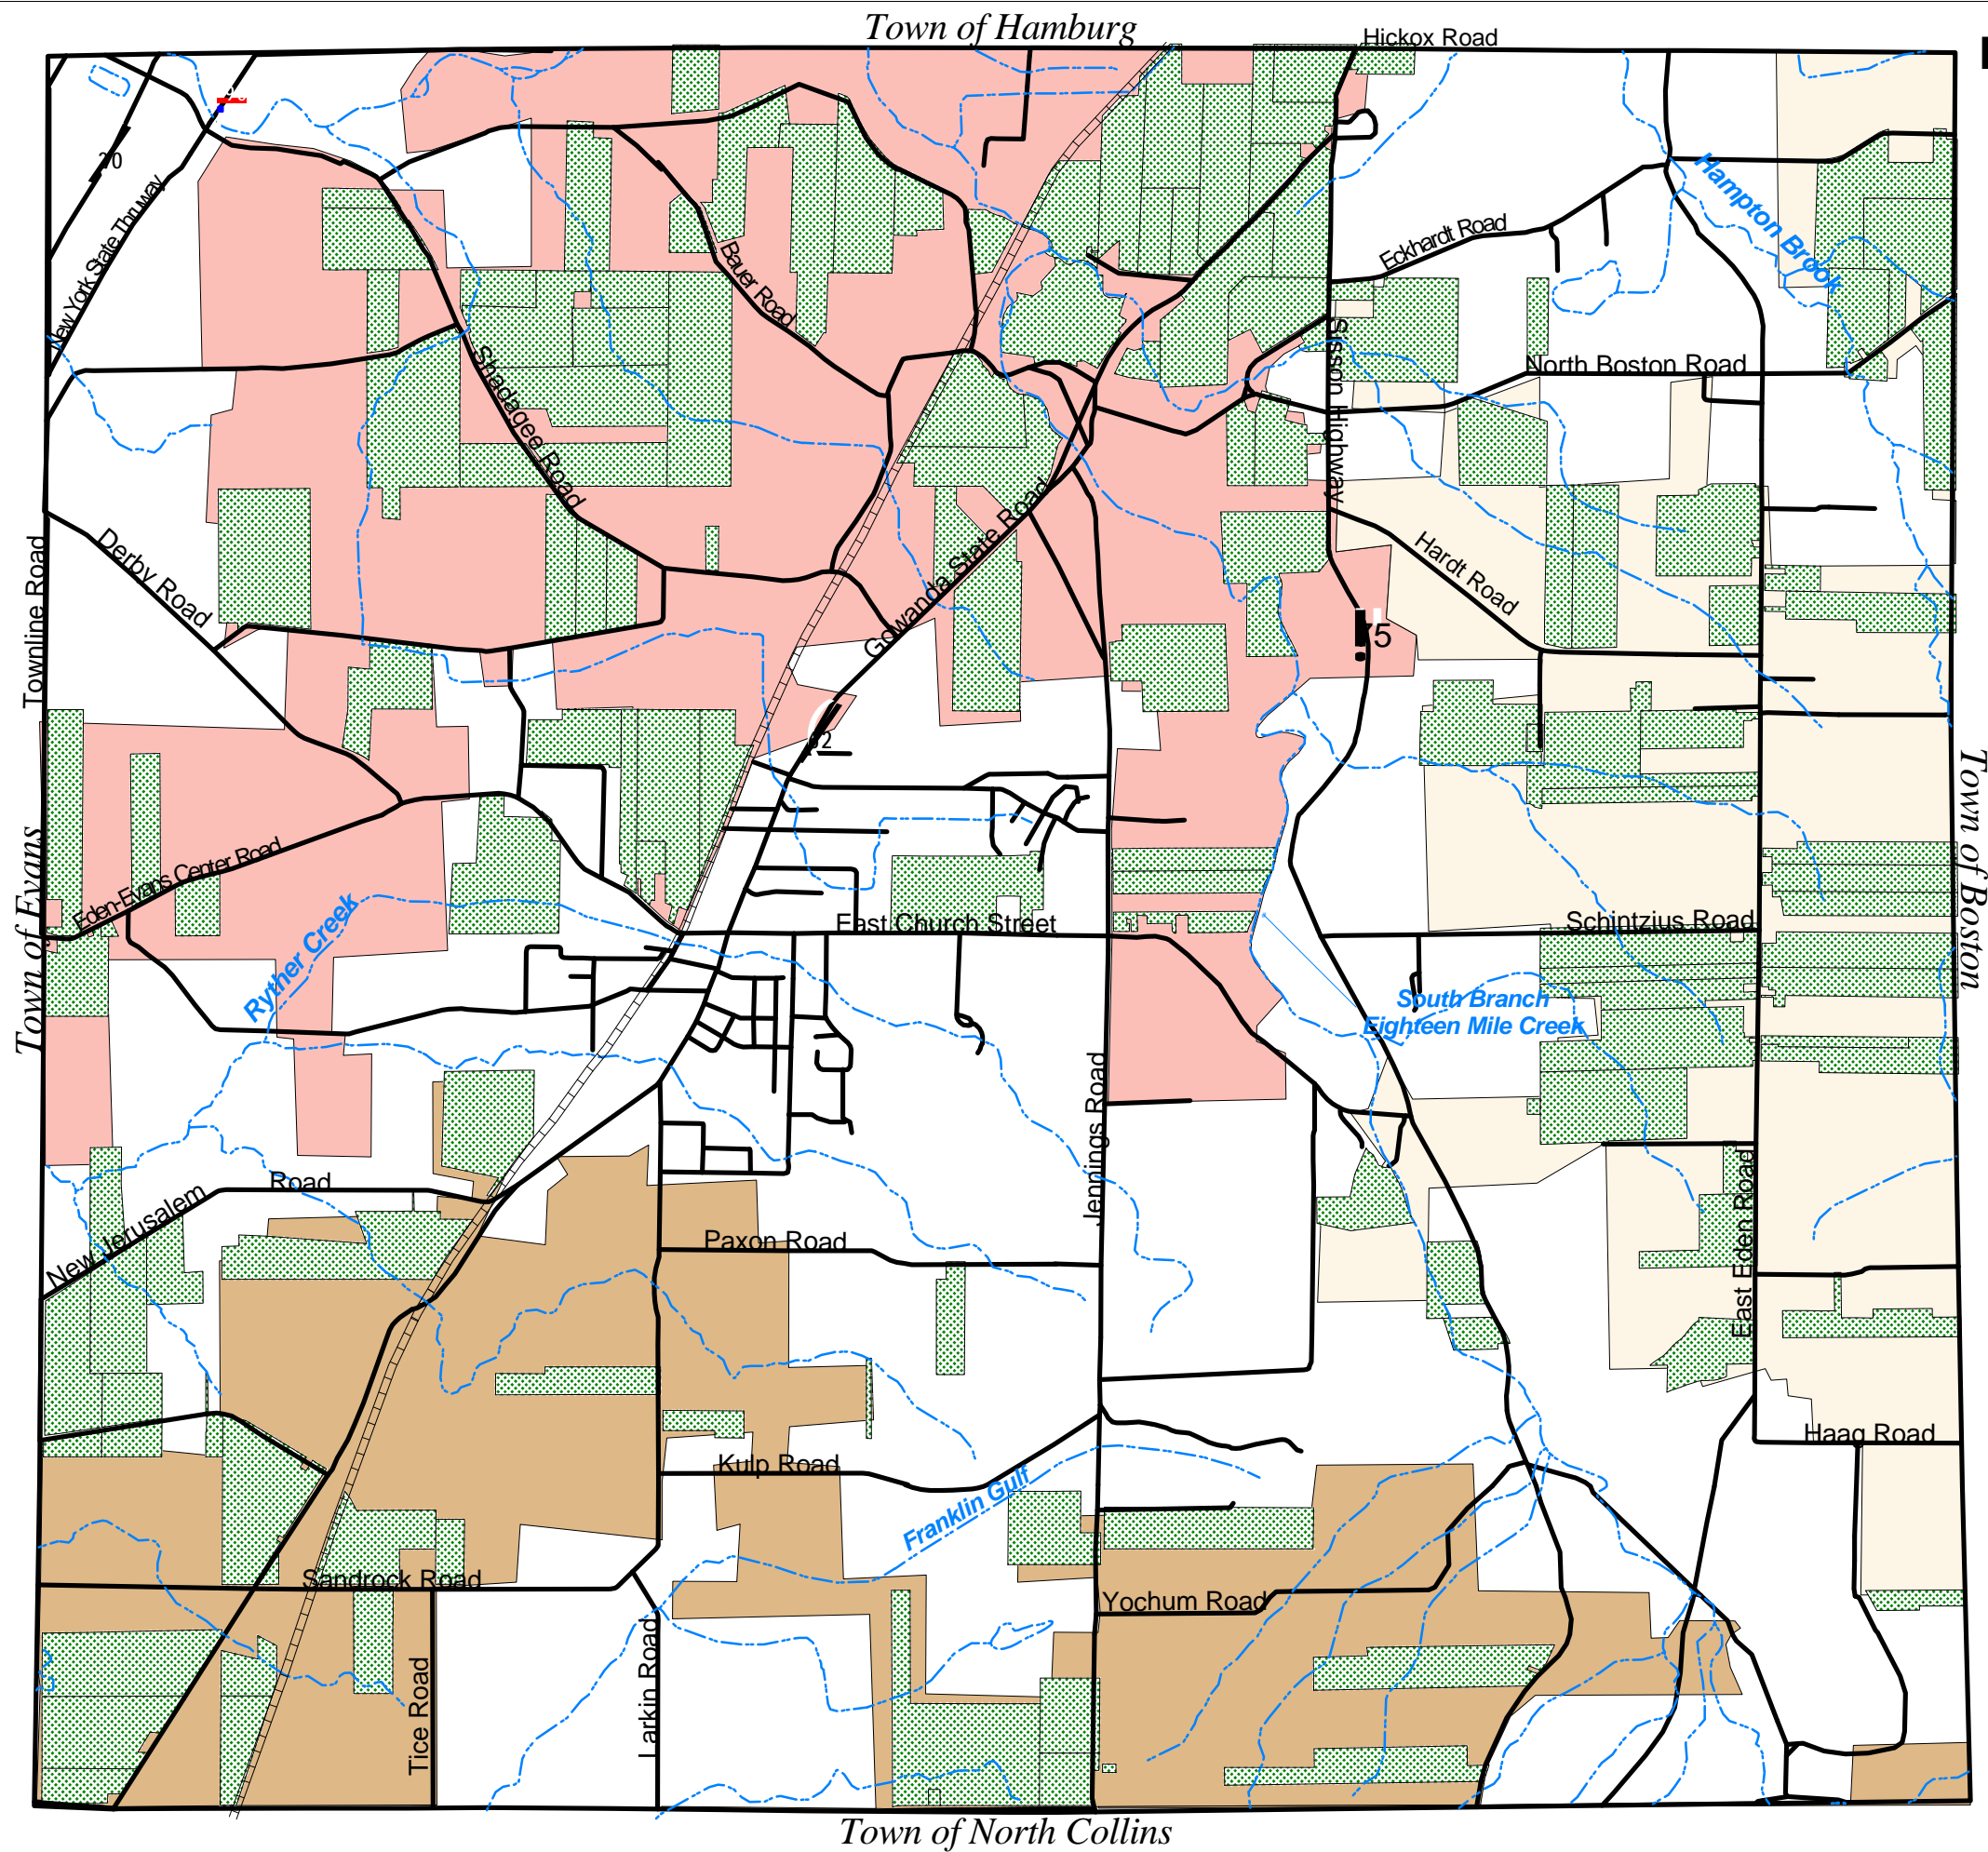 Town of Hamburg
Hickox Road
20
New York State Thruway
Hampton Brook
Eckhardt Road
Bauer Road
Shadagee Road
Sisson Highway
North Boston Road
Derby Road
Townline Road
Gowanda State Road
Hardt Road
75
62
Town of Evans
Eden-Evans Center Road
Ryther Creek
East Church Street
Schintzius Road
Town of Boston
South Branch
Eighteen Mile Creek
Jennings Road
New Jerusalem
Road
Paxon Road
East Eden Road
Haag Road
Kulp Road
Franklin Gulf
Sandrock Road
Yochum Road
Tice Road
Larkin Road
Town of North Collins